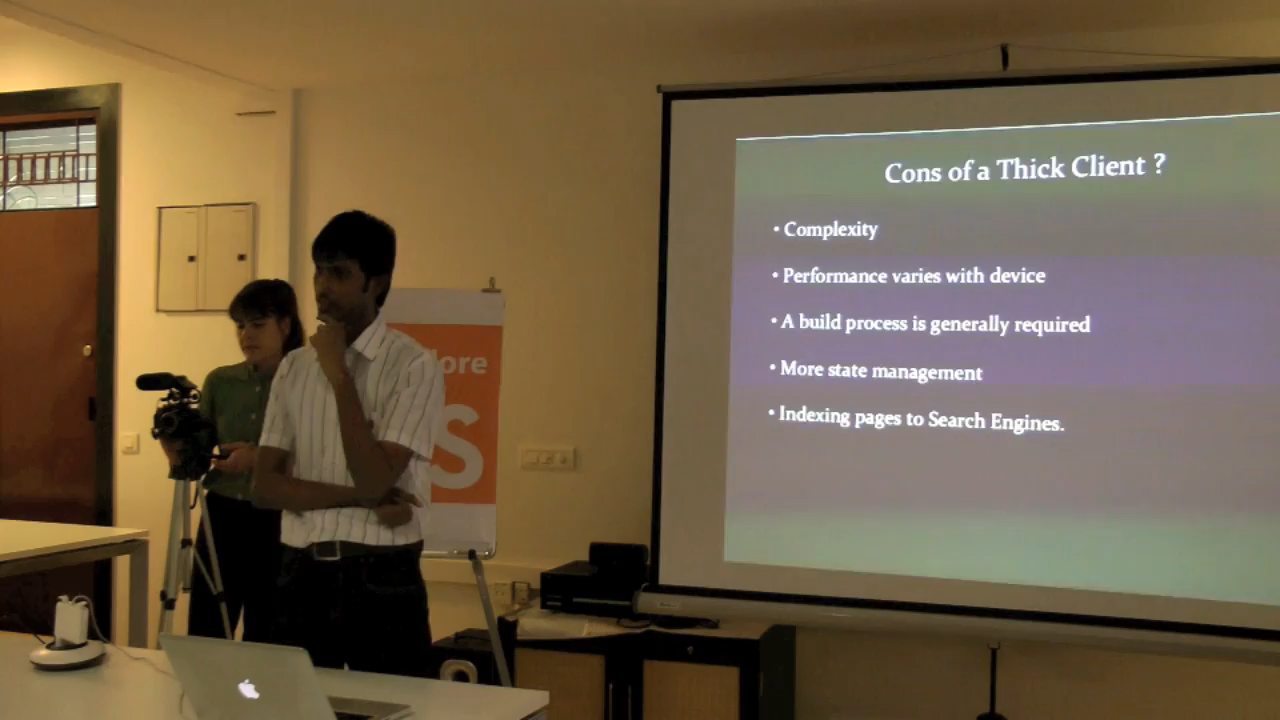 Cons of a Thick Client ?
• Complexity
• Performance varies with device
• A build process is generally required
• More state management
• Indexing pages to Search Engines.
lore
S